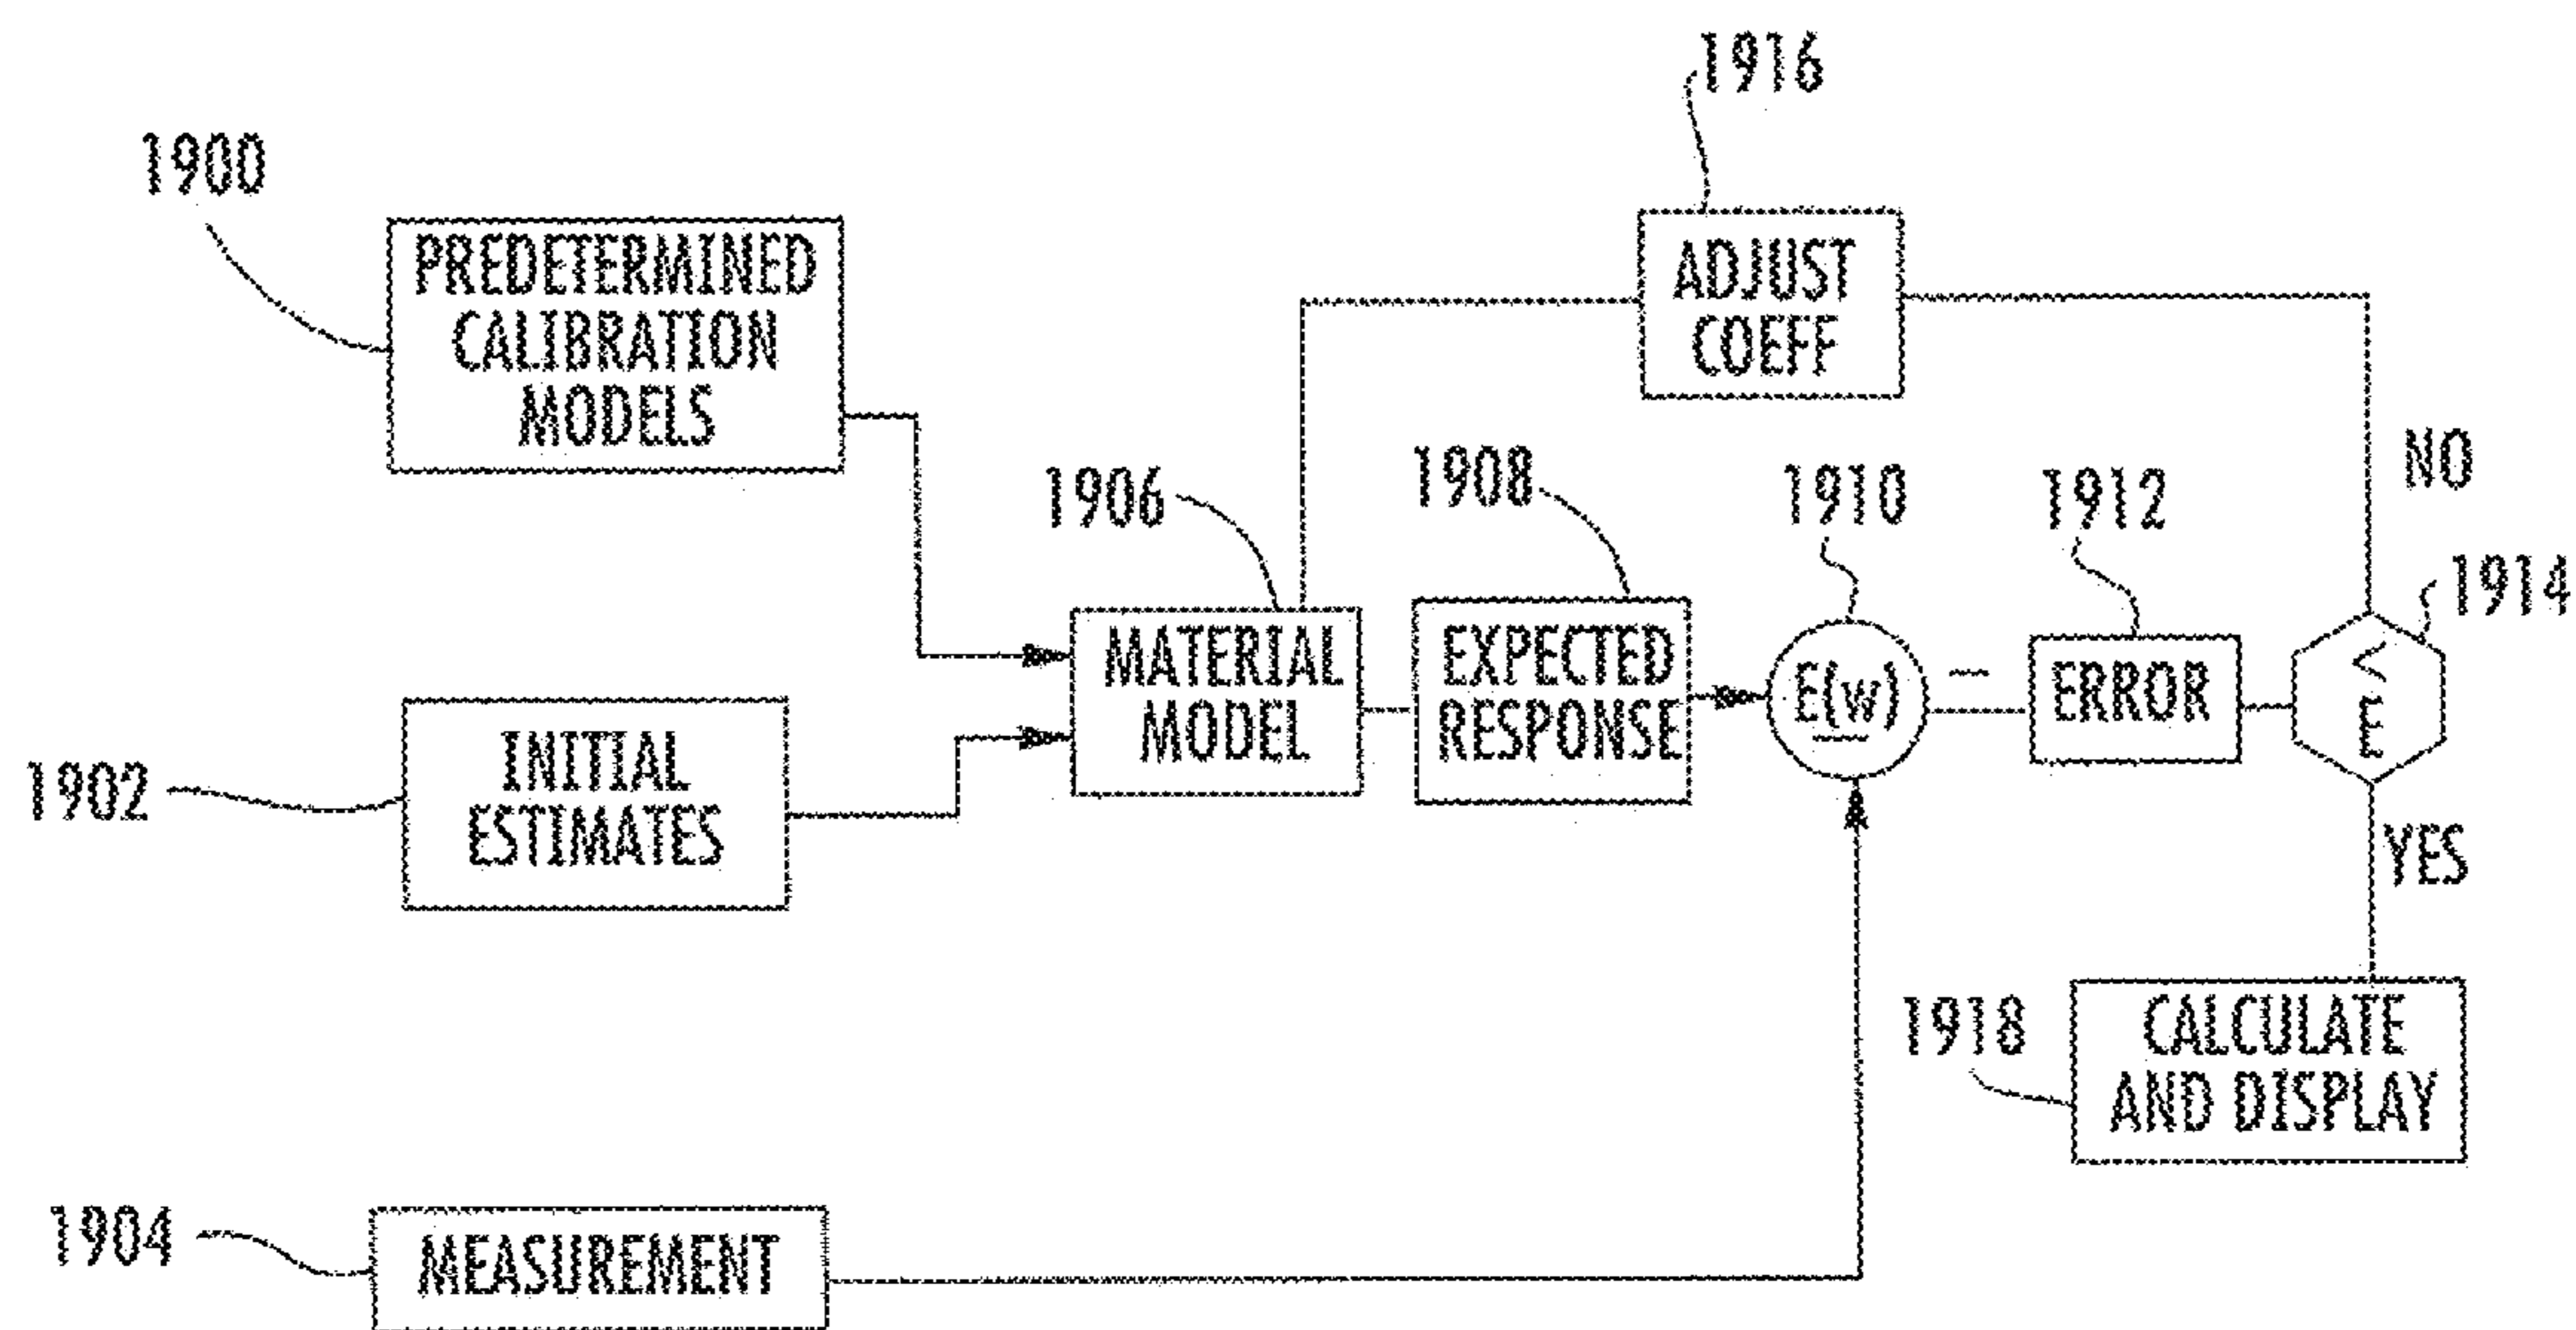 1916
1900
PREDETERMINED
CALIBRATION
MODELS
ADJUST
COEFF
NO
1906
1908
1910
1912
1914
MATERIAL
MODEL
EXPECTED
RESPONSE
E(w)
–
ERROR
<
E
1902
INITIAL
ESTIMATES
YES
1918
CALCULATE
AND DISPLAY
1904
MEASUREMENT